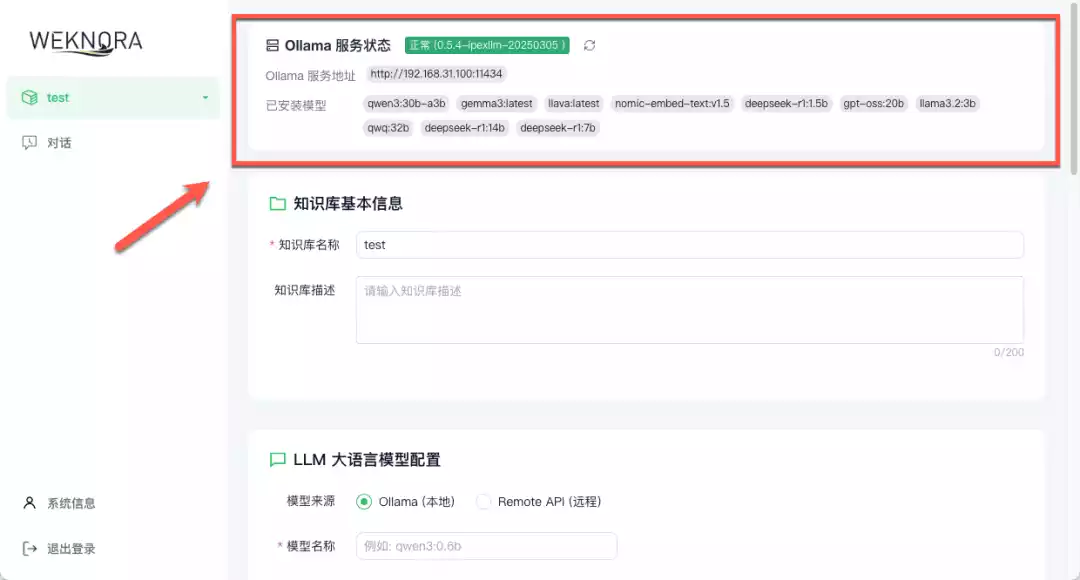 WEKNORA
test
对话
系统信息
退出登录
Ollama 服务状态 正常 (0.5.4-ipexllm-20250305 )
Ollama 服务地址 http://192.168.31.100:11434
已安装模型 qwen3:30b-a3b gemma3:latest llava:latest nomic-embed-text:v1.5 deepseek-r1:1.5b gpt-oss:20b llama3.2:3b
qwq:32b deepseek-r1:14b deepseek-r1:7b
知识库基本信息
* 知识库名称 test
知识库描述 请输入知识库描述
0/200
LLM 大语言模型配置
模型来源 Ollama (本地) Remote API (远程)
* 模型名称 例如: qwen3:0.6b